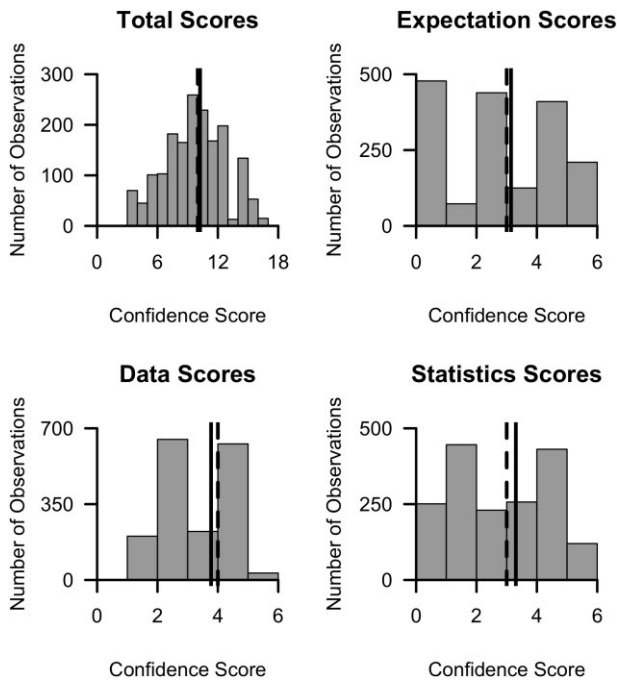 Total Scores
Number of Observations
300
200
100
0
0 6 12 18
Confidence Score
Expectation Scores
Number of Observations
500
250
0
0 2 4 6
Confidence Score
Data Scores
Number of Observations
700
350
0
0 2 4 6
Confidence Score
Statistics Scores
Number of Observations
500
250
0
0 2 4 6
Confidence Score